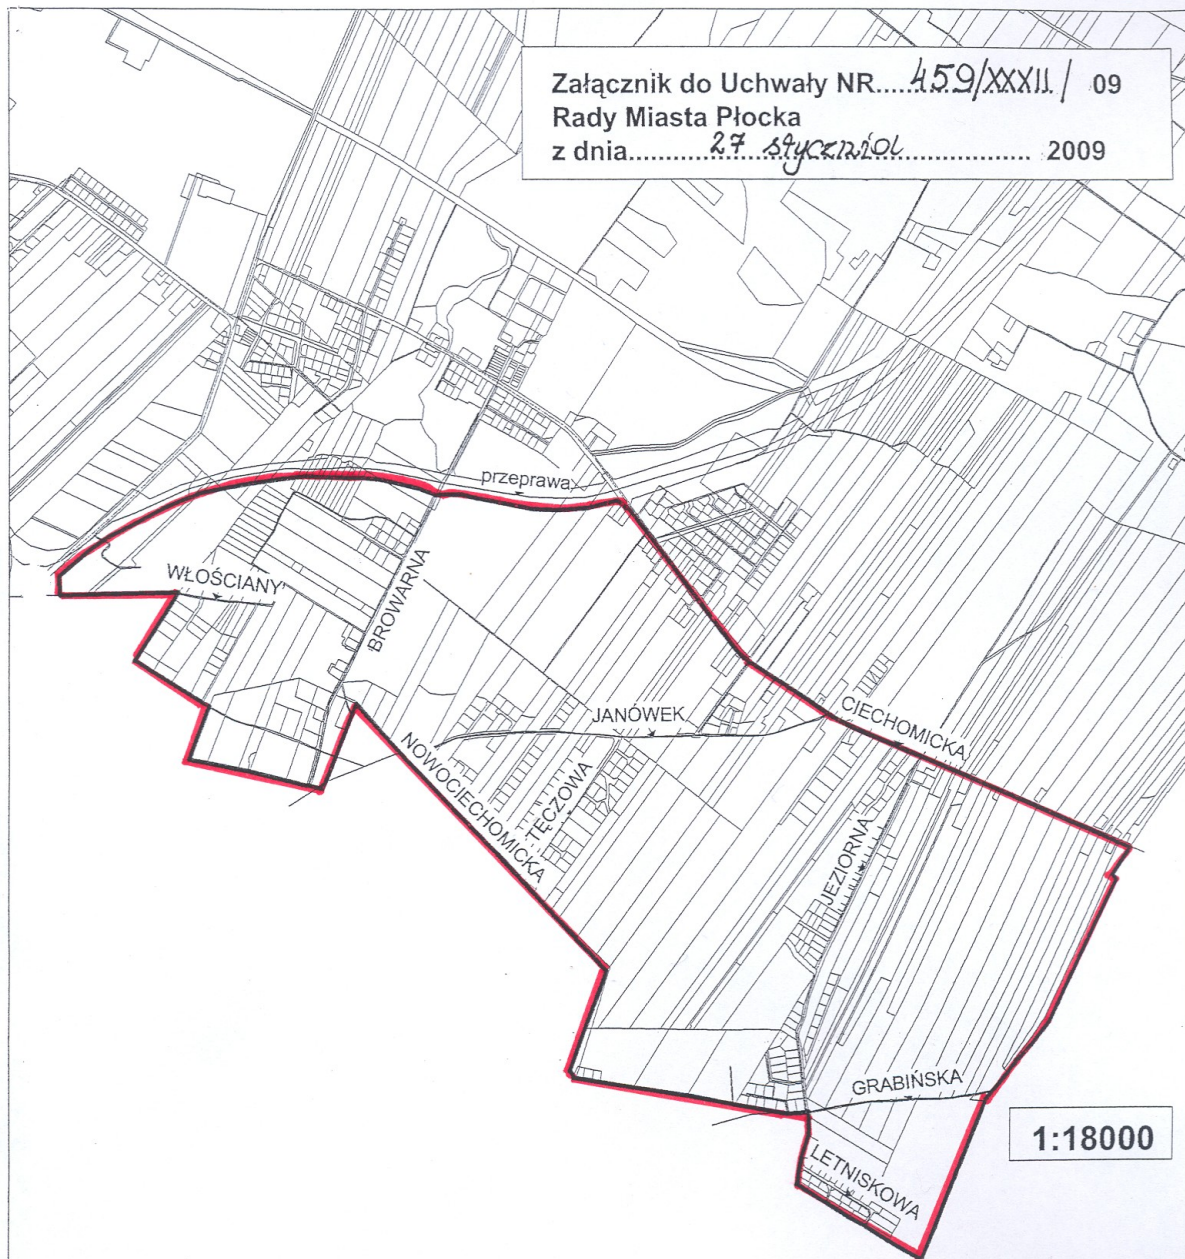 Załącznik do Uchwały NR.....459/XXXII/ 09
Rady Miasta Płocka
z dnia...........27 stycznia................. 2009
przeprawa
WŁOŚCIANY
BROWARNA
JANÓWEK
CIECHOMICKA
NOWOCIECHOMICKA
TĘCZOWA
JEZIORNA
GRABIŃSKA
LETNISKOWA
1:18000